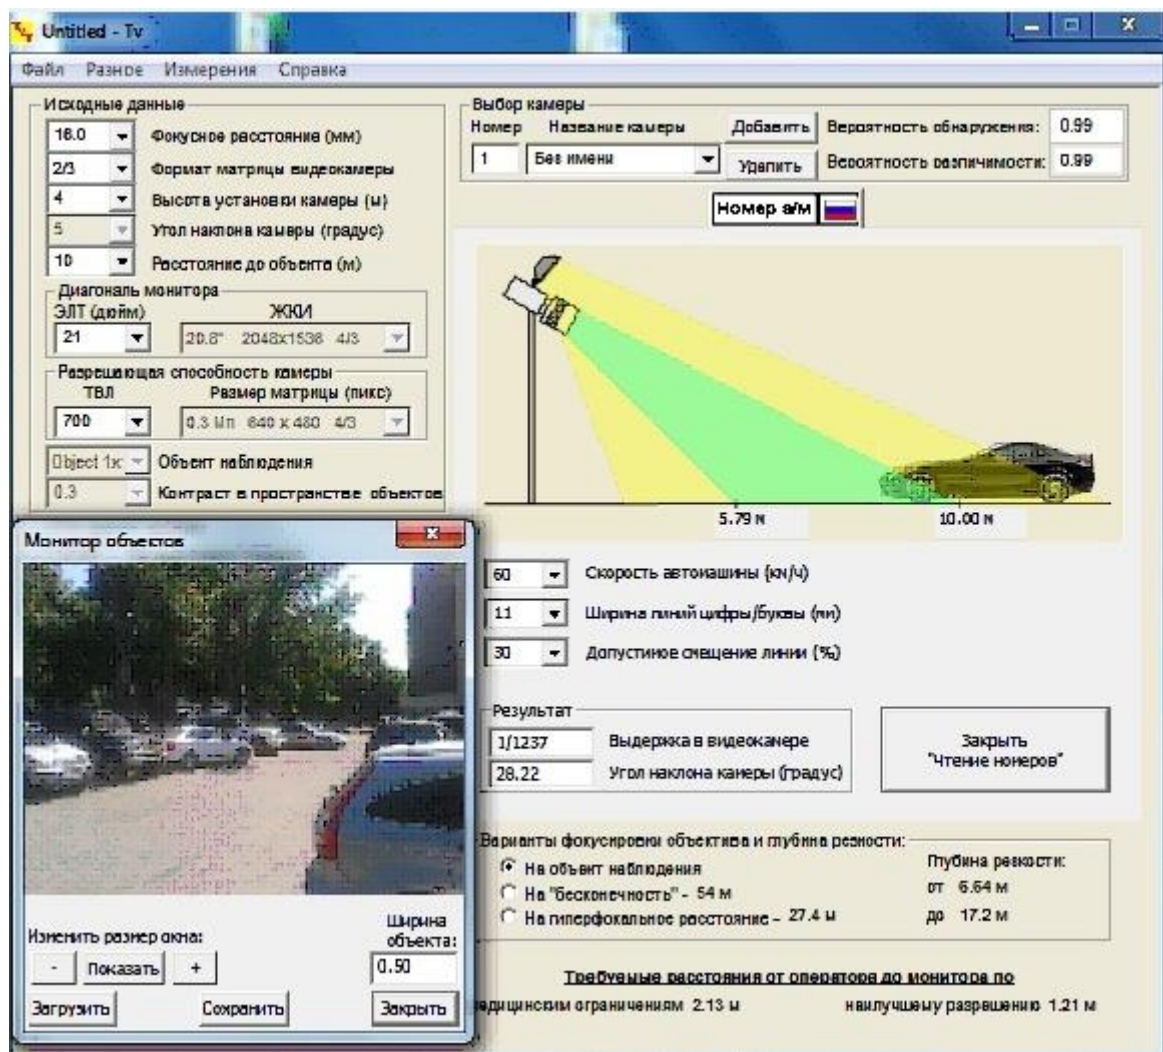 Untitled - Tv
Файл Разное Измерения Справка
Исходные данные
16.0 Фокусное расстояние (мм)
2/3 Формат матрицы видеокамеры
4 Высота установки камеры (м)
5 Угол наклона камеры (градус)
10 Расстояние до объекта (м)
Диагональ монитора
ЭЛТ (дюйм) ЖКИ
21 20.8" 2048x1536 4/3
Разрешающая способность камеры
ТВЛ Размер матрицы (пикс)
700 0.3 Мп 640 x 480 4/3
Object 1x Объект наблюдения
0.3 Контраст в пространстве объектов
Выбор камеры
Номер Название камеры Добавить Вероятность обнаружения: 0.99
1 Без имени Удалить Вероятность различимости: 0.99
Номер а/м
5.79 м 10.00 м
60 Скорость автомашины (км/ч)
11 Ширина линий цифры/буквы (мм)
30 Допустимое смещение линии (%)
Результат
1/1237 Выдержка в видеокамере
28.22 Угол наклона камеры (градус)
Закрыть
"Чтение номеров"
Варианты фокусировки объектива и глубина резкости:
На объект наблюдения
На "бесконечность" - 54 м
На гиперфокальное расстояние - 27.4 м
Глубина резкости:
от 6.64 м
до 17.2 м
Требуемые расстояния от оператора до монитора по
едицинским ограничениям 2.13 м наилучшему разрешению 1.21 м
Монитор объектов
Изменить размер окна:
- Показать +
Ширина
объекта:
0.50
Загрузить Сохранить Закрыть